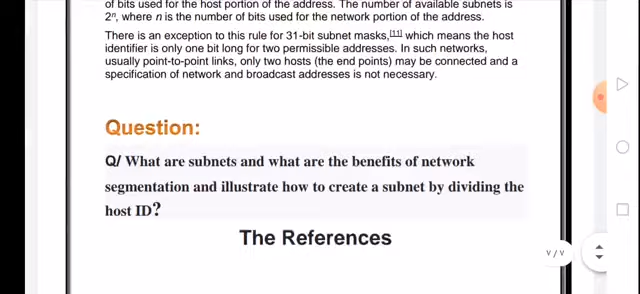 of bits used for the host portion of the address. The number of available subnets is
2ⁿ, where n is the number of bits used for the network portion of the address.
There is an exception to this rule for 31-bit subnet masks,[11] which means the host
identifier is only one bit long for two permissible addresses. In such networks,
usually point-to-point links, only two hosts (the end points) may be connected and a
specification of network and broadcast addresses is not necessary.
Question:
Q/ What are subnets and what are the benefits of network
segmentation and illustrate how to create a subnet by dividing the
host ID?
The References
٧ / ٧